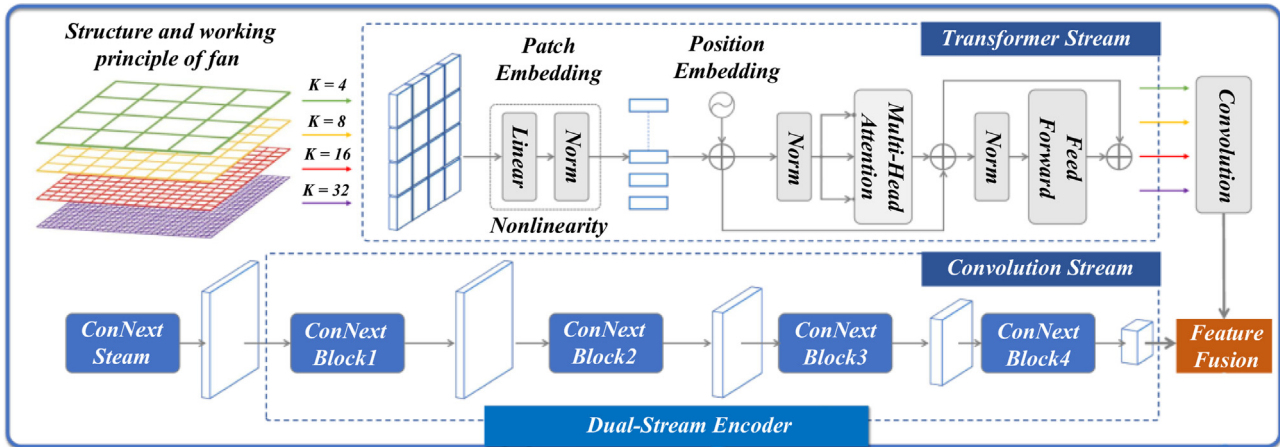 Structure and working
principle of fan
K = 4
K = 8
K = 16
K = 32
Transformer Stream
Patch
Embedding
Linear
Norm
Nonlinearity
Position
Embedding
Norm
Multi-Head
Attention
Norm
Feed
Forward
Convolution
Convolution Stream
ConNext
Steam
ConNext
Block1
ConNext
Block2
ConNext
Block3
ConNext
Block4
Feature
Fusion
Dual-Stream Encoder